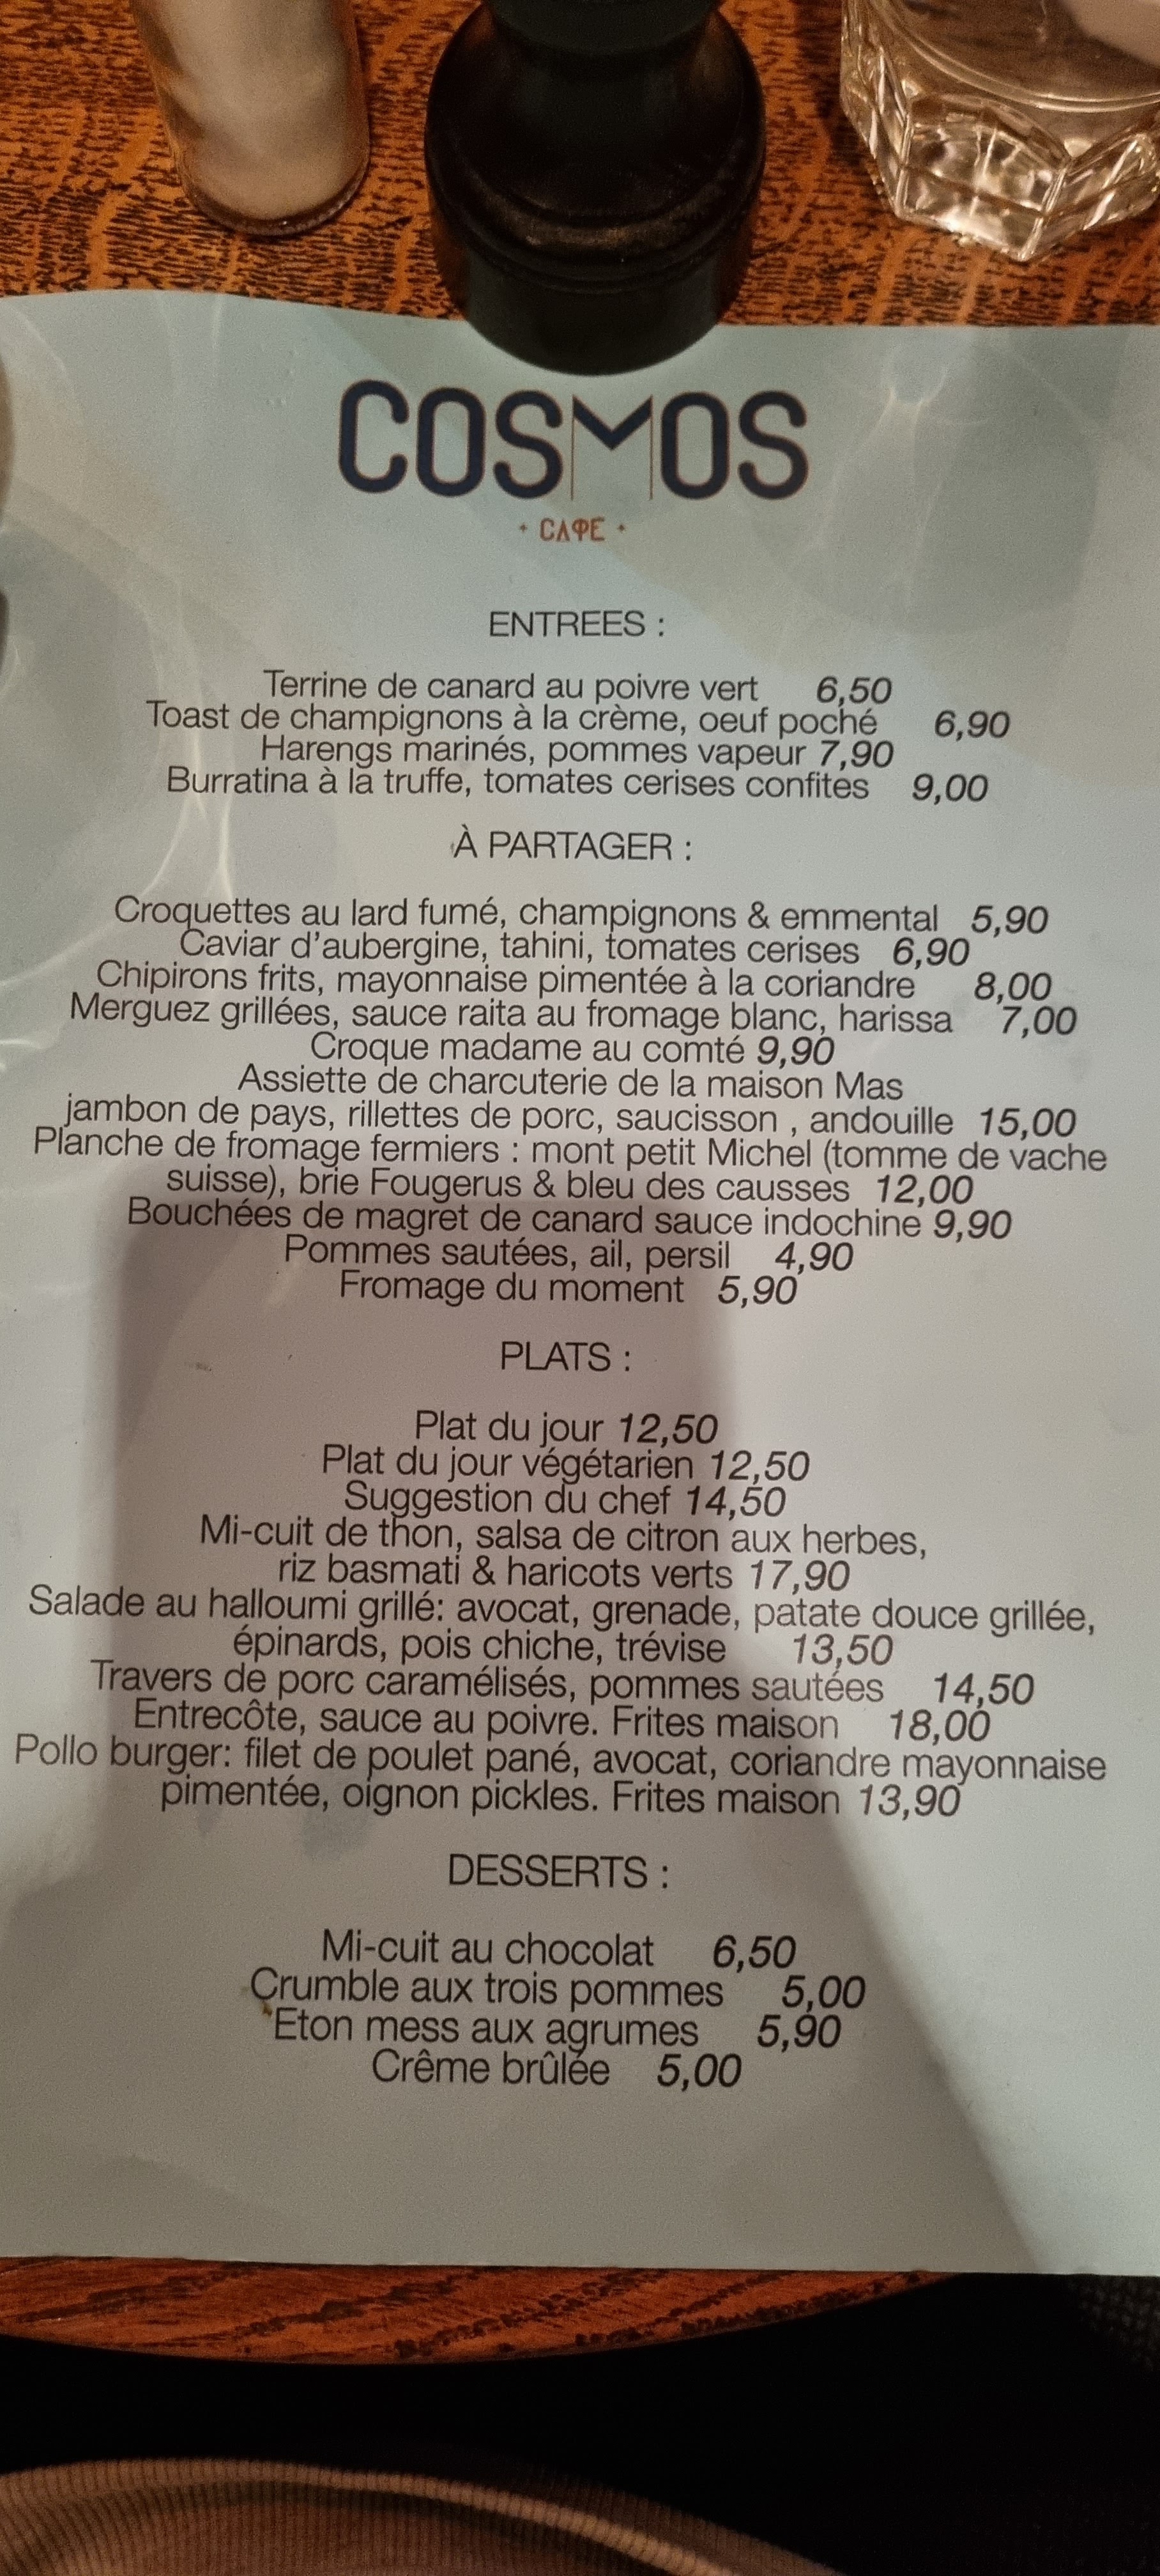 COSMOS
• CAΦE •
ENTREES :
Terrine de canard au poivre vert 6,50
Toast de champignons à la crème, oeuf poché 6,90
Harengs marinés, pommes vapeur 7,90
Burratina à la truffe, tomates cerises confites 9,00
À PARTAGER :
Croquettes au lard fumé, champignons & emmental 5,90
Caviar d'aubergine, tahini, tomates cerises 6,90
Chipirons frits, mayonnaise pimentée à la coriandre 8,00
Merguez grillées, sauce raita au fromage blanc, harissa 7,00
Croque madame au comté 9,90
Assiette de charcuterie de la maison Mas
jambon de pays, rillettes de porc, saucisson , andouille 15,00
Planche de fromage fermiers : mont petit Michel (tomme de vache
suisse), brie Fougerus & bleu des causses 12,00
Bouchées de magret de canard sauce indochine 9,90
Pommes sautées, ail, persil 4,90
Fromage du moment 5,90
PLATS :
Plat du jour 12,50
Plat du jour végétarien 12,50
Suggestion du chef 14,50
Mi-cuit de thon, salsa de citron aux herbes,
riz basmati & haricots verts 17,90
Salade au halloumi grillé: avocat, grenade, patate douce grillée,
épinards, pois chiche, trévise 13,50
Travers de porc caramélisés, pommes sautées 14,50
Entrecôte, sauce au poivre. Frites maison 18,00
Pollo burger: filet de poulet pané, avocat, coriandre mayonnaise
pimentée, oignon pickles. Frites maison 13,90
DESSERTS :
Mi-cuit au chocolat 6,50
Crumble aux trois pommes 5,00
Eton mess aux agrumes 5,90
Crême brûlée 5,00